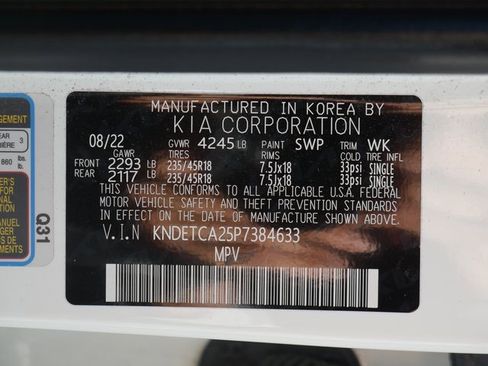 MANUFACTURED IN KOREA BY
KIA CORPORATION
08/22 GVWR 4245 LB PAINT SWP TRIM WK
GAWR TIRES RIMS COLD TIRE INFL
FRONT 2293 LB 235/45R18 7.5Jx18 33psi SINGLE
REAR 2117 LB 235/45R18 7.5Jx18 33psi SINGLE
THIS VEHICLE CONFORMS TO ALL APPLICABLE U.S.A. FEDERAL
MOTOR VEHICLE SAFETY AND THEFT PREVENTION STANDARDS
IN EFFECT ON THE DATE OF MANUFACTURE SHOWN ABOVE.
V.I.N KNDETCA25P7384633
MPV
3
860 lbs.
Q31